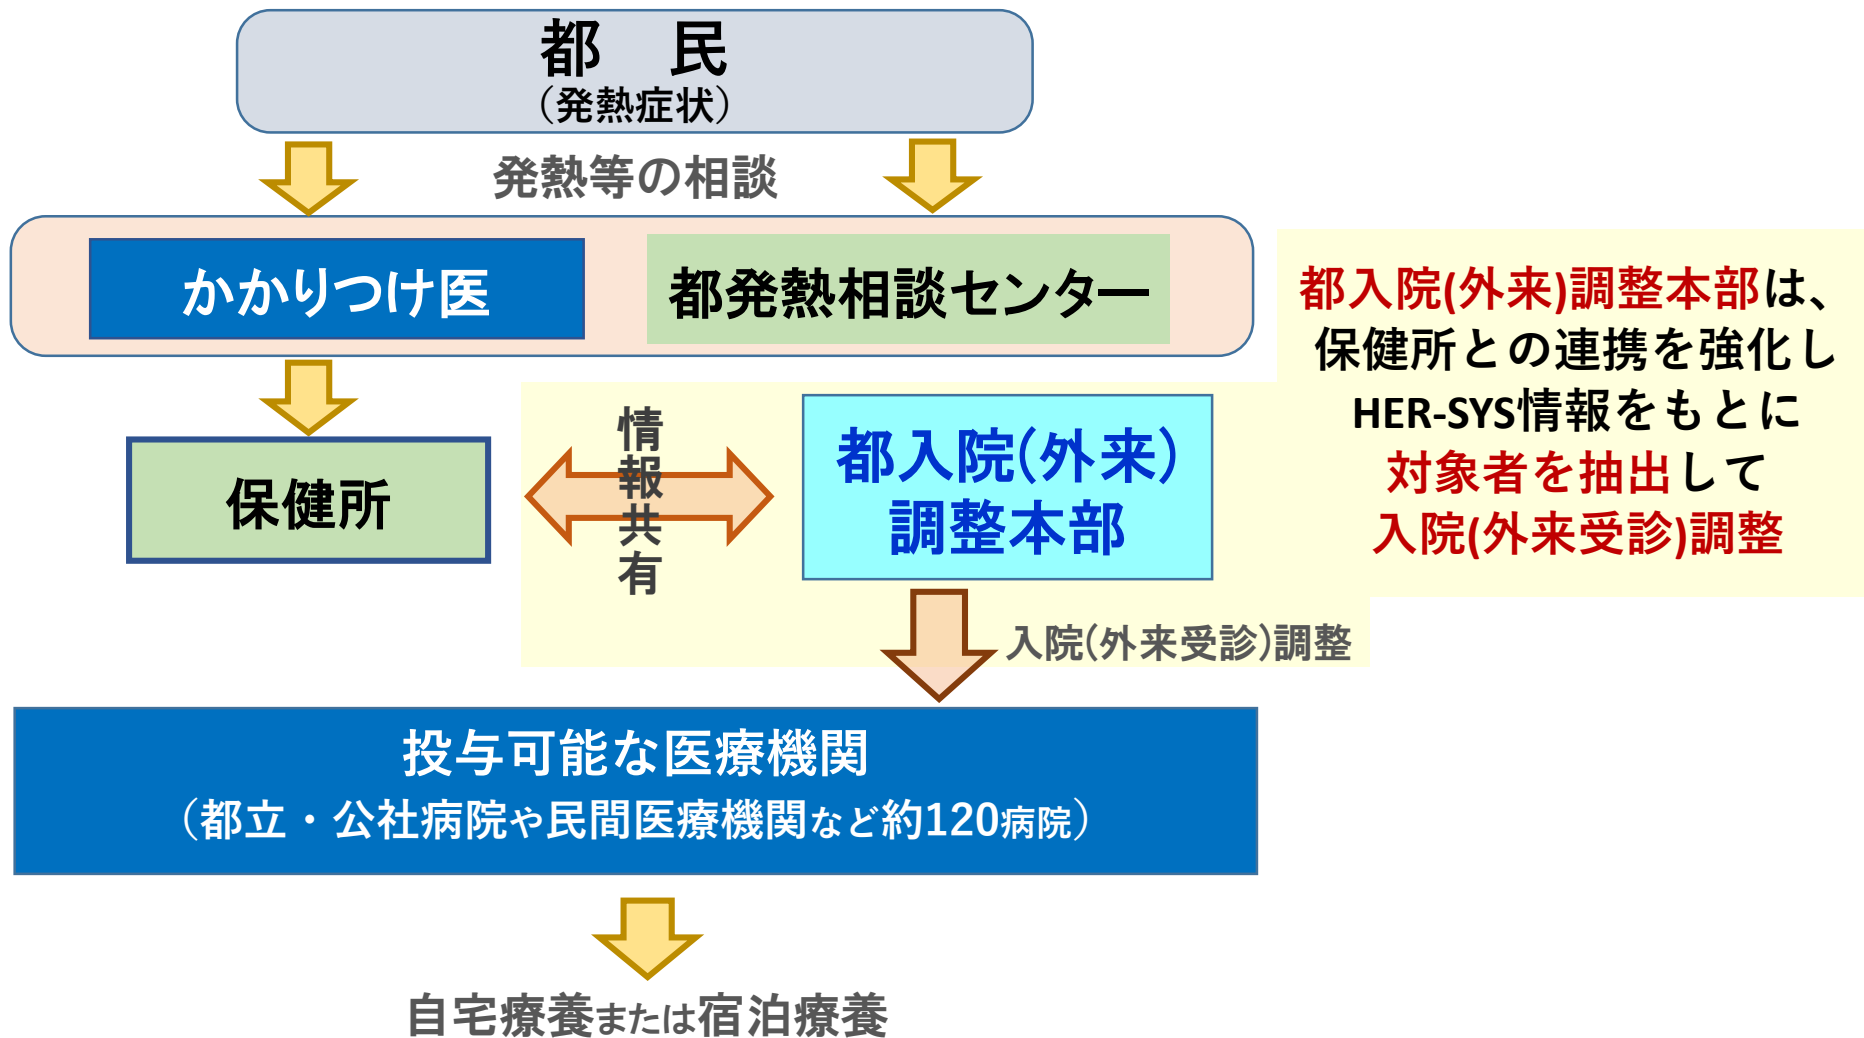 都　民
（発熱症状）
発熱等の相談
かかりつけ医
都発熱相談センター
都入院(外来)調整本部は、
保健所との連携を強化し
HER-SYS情報をもとに
対象者を抽出して
入院(外来受診)調整
保健所
情報共有
都入院(外来)
調整本部
入院(外来受診)調整
投与可能な医療機関
（都立・公社病院や民間医療機関など約120病院）
自宅療養または宿泊療養